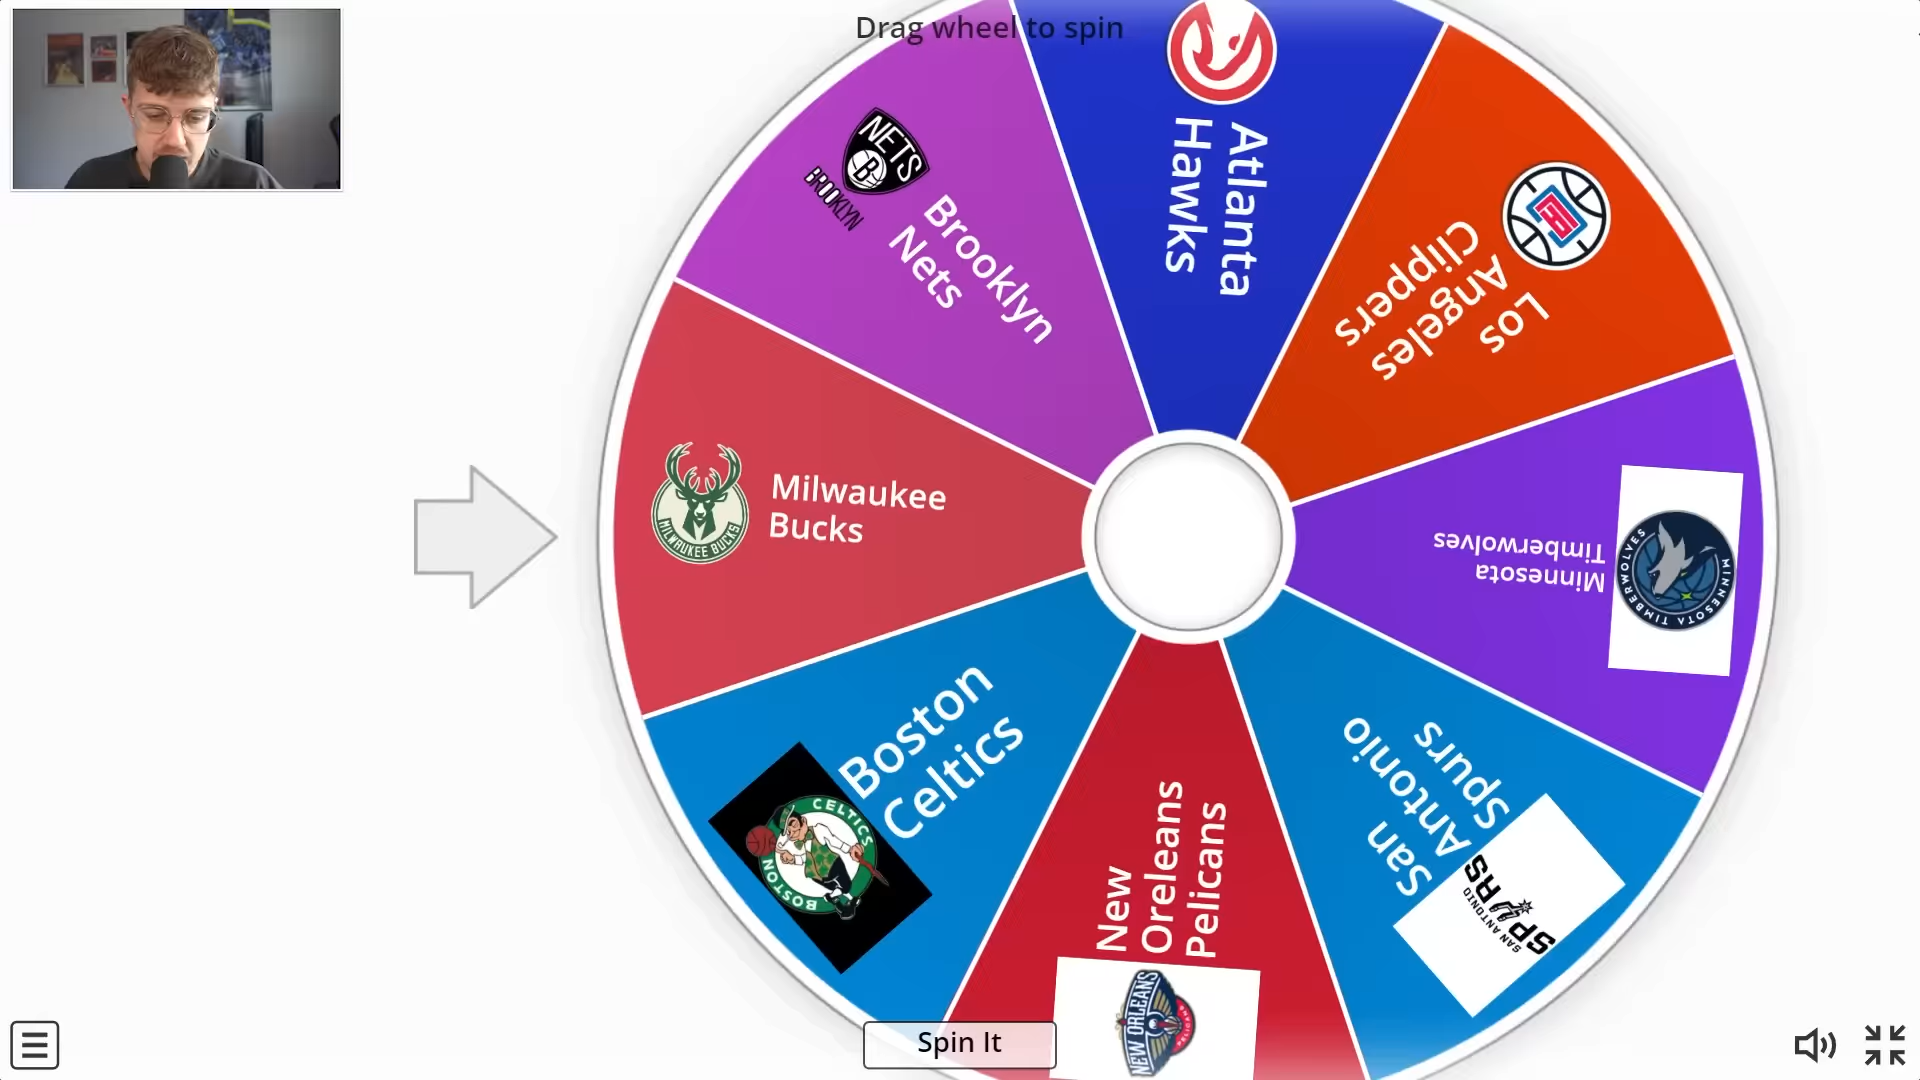 Drag wheel to spin
Atlanta
Hawks
Los
Angeles
Clippers
NETS
B
BROOKLYN
Brooklyn
Nets
MILWAUKEE BUCKS
Milwaukee
Bucks
Minnesota
Timberwolves
MINNESOTA TIMBERWOLVES
Boston
Celtics
BOSTON
CELTICS
New
Oreleans
Pelicans
NEW ORLEANS
PELICANS
San
Antonio
Spurs
SAN ANTONIO
SPURS
Spin It